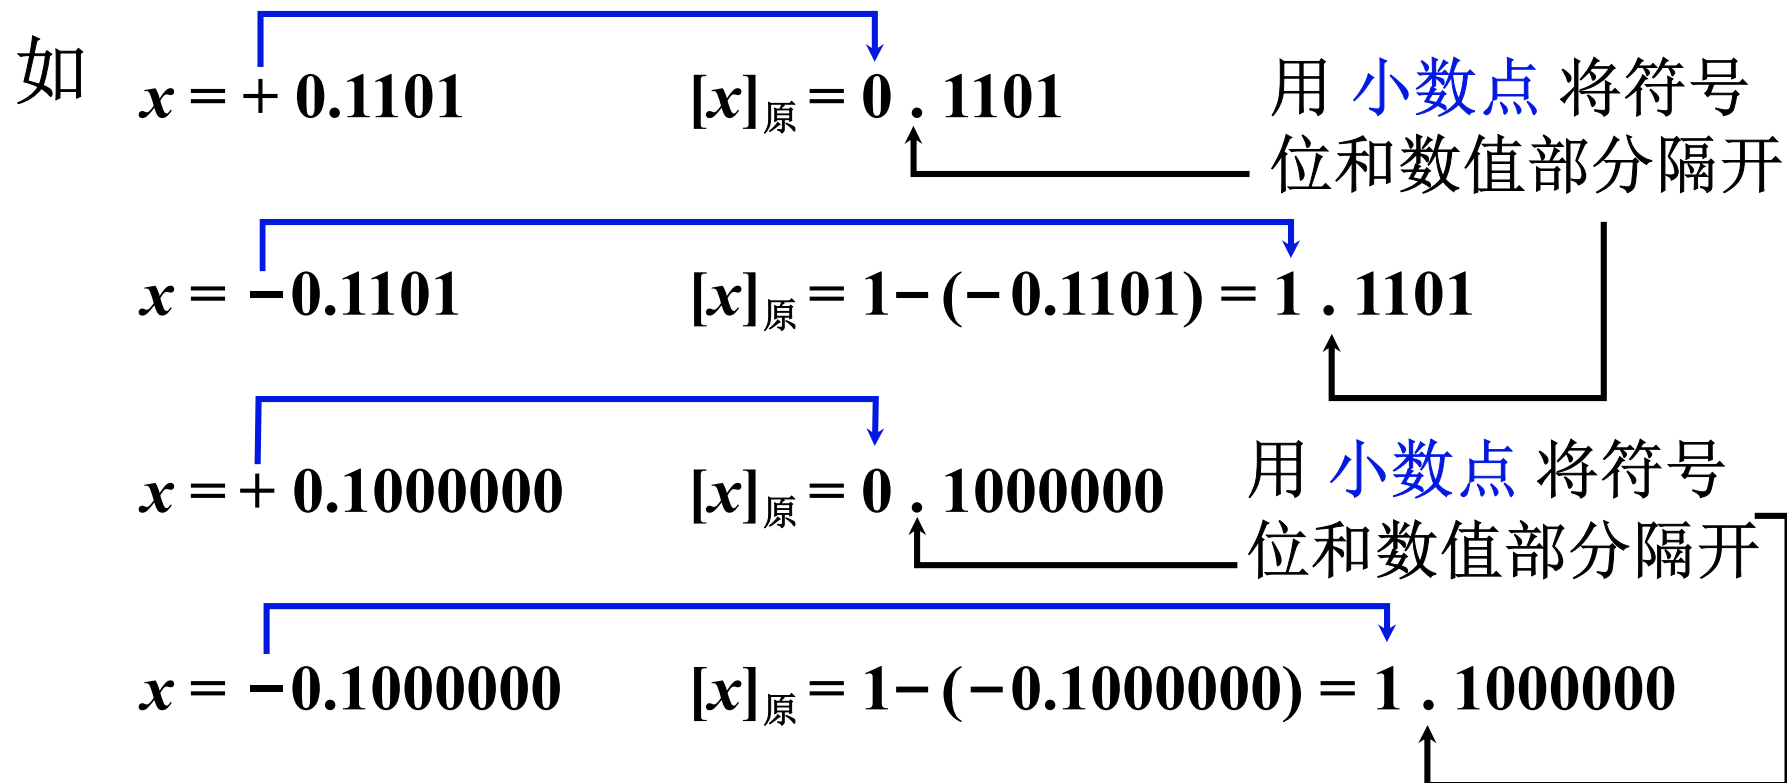 如 x = + 0.1101 [x]原 = 0 . 1101
用 小数点 将符号
位和数值部分隔开
x = −0.1101 [x]原 = 1−(−0.1101) = 1 . 1101
x = + 0.1000000 [x]原 = 0 . 1000000
用 小数点 将符号
位和数值部分隔开
x = −0.1000000 [x]原 = 1−(−0.1000000) = 1 . 1000000